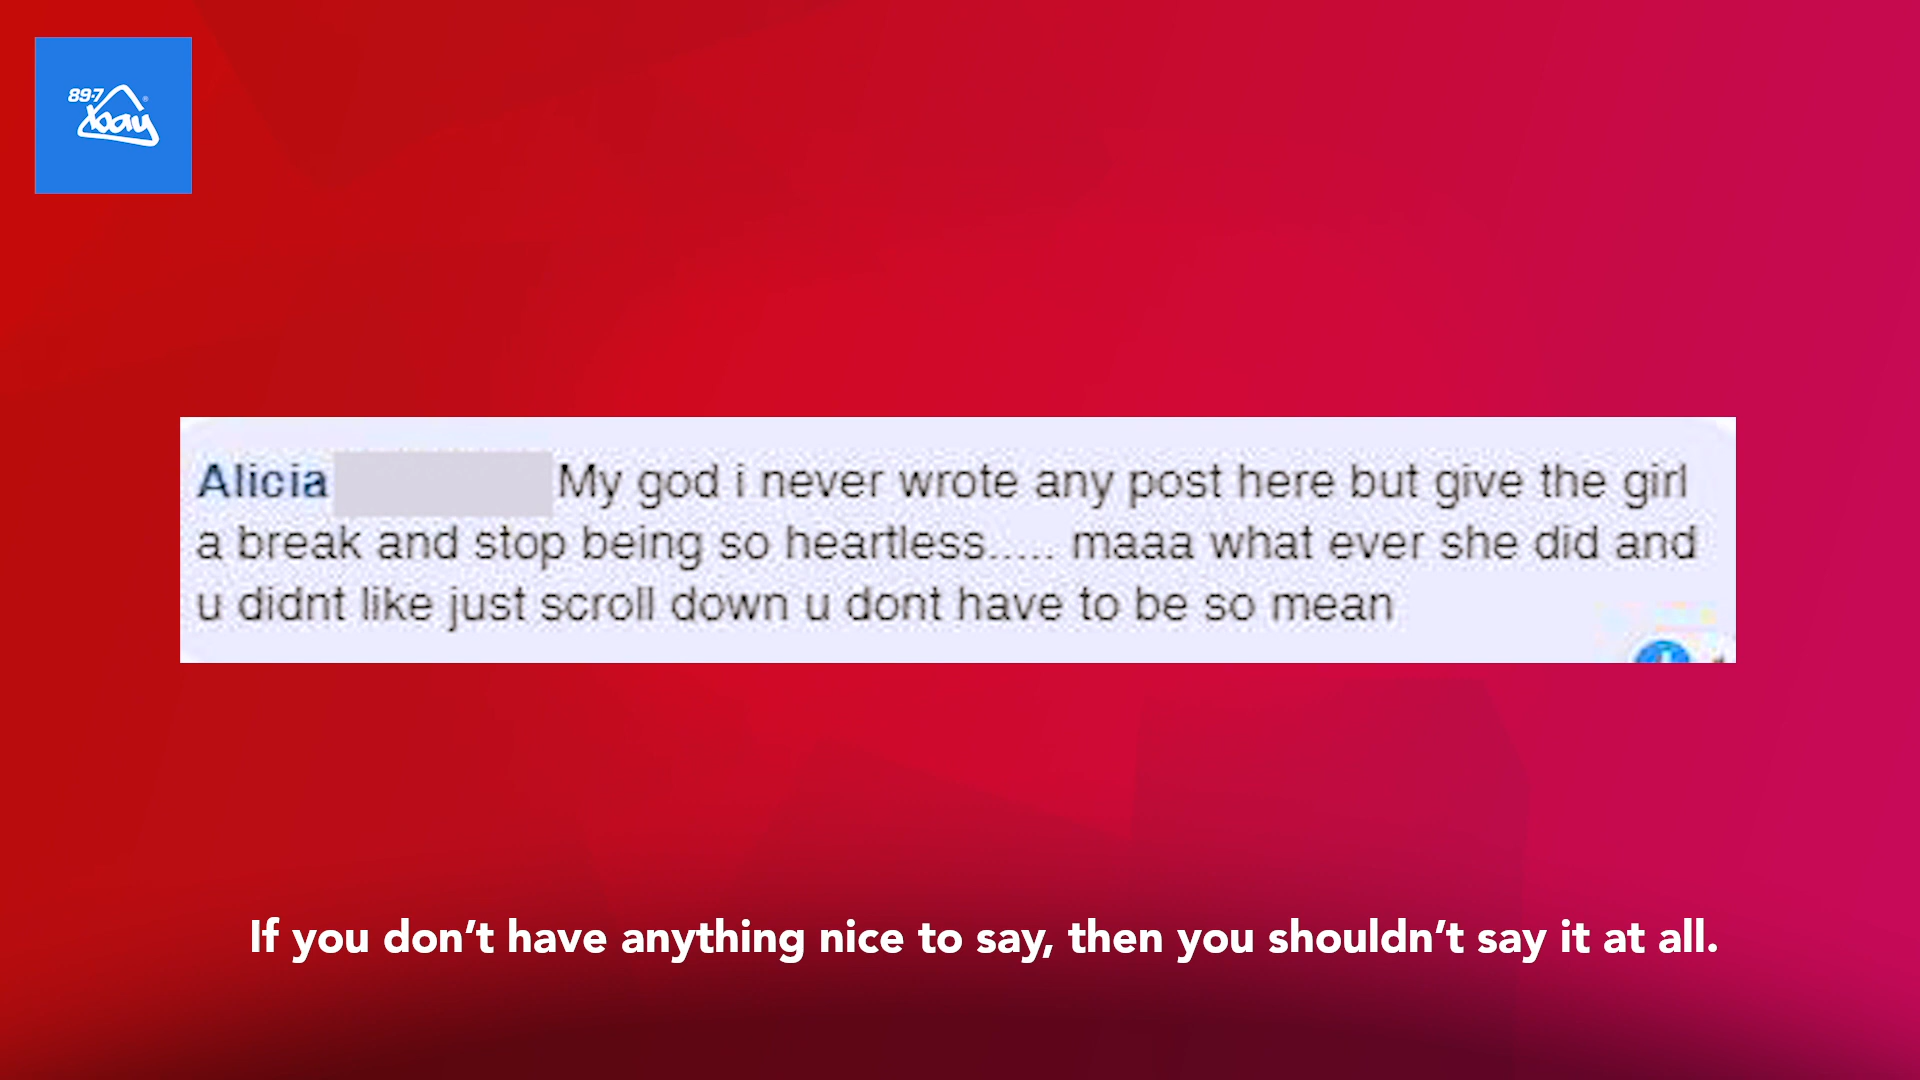 89.7
bay
Alicia My god i never wrote any post here but give the girl
a break and stop being so heartless..... maaa what ever she did and
u didnt like just scroll down u dont have to be so mean
If you don’t have anything nice to say, then you shouldn’t say it at all.